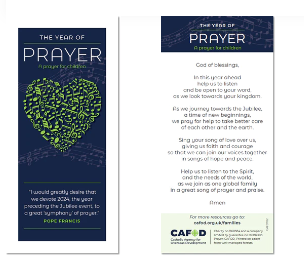 THE YEAR OF
PRAYER
A prayer for children
"I would greatly desire that
we devote 2024, the year
preceding the Jubilee event, to
a great 'symphony' of prayer."
POPE FRANCIS
THE YEAR OF
PRAYER
A prayer for children
God of blessings,
In this year ahead
help us to listen
and be open to your word
as we look towards your kingdom.
As we journey towards the Jubilee,
a time of new beginnings,
we pray for help to take better care
of each other and the earth.
Sing your song of love over us,
giving us faith and courage
so that we can join our voices together
in songs of hope and peace.
Help us to listen to the Spirit,
and the needs of the world
as we join as one global family
in a great song of prayer and praise.
Amen
For more resources go to:
cafod.org.uk/families
CAFOD
Catholic Agency for
Overseas Development